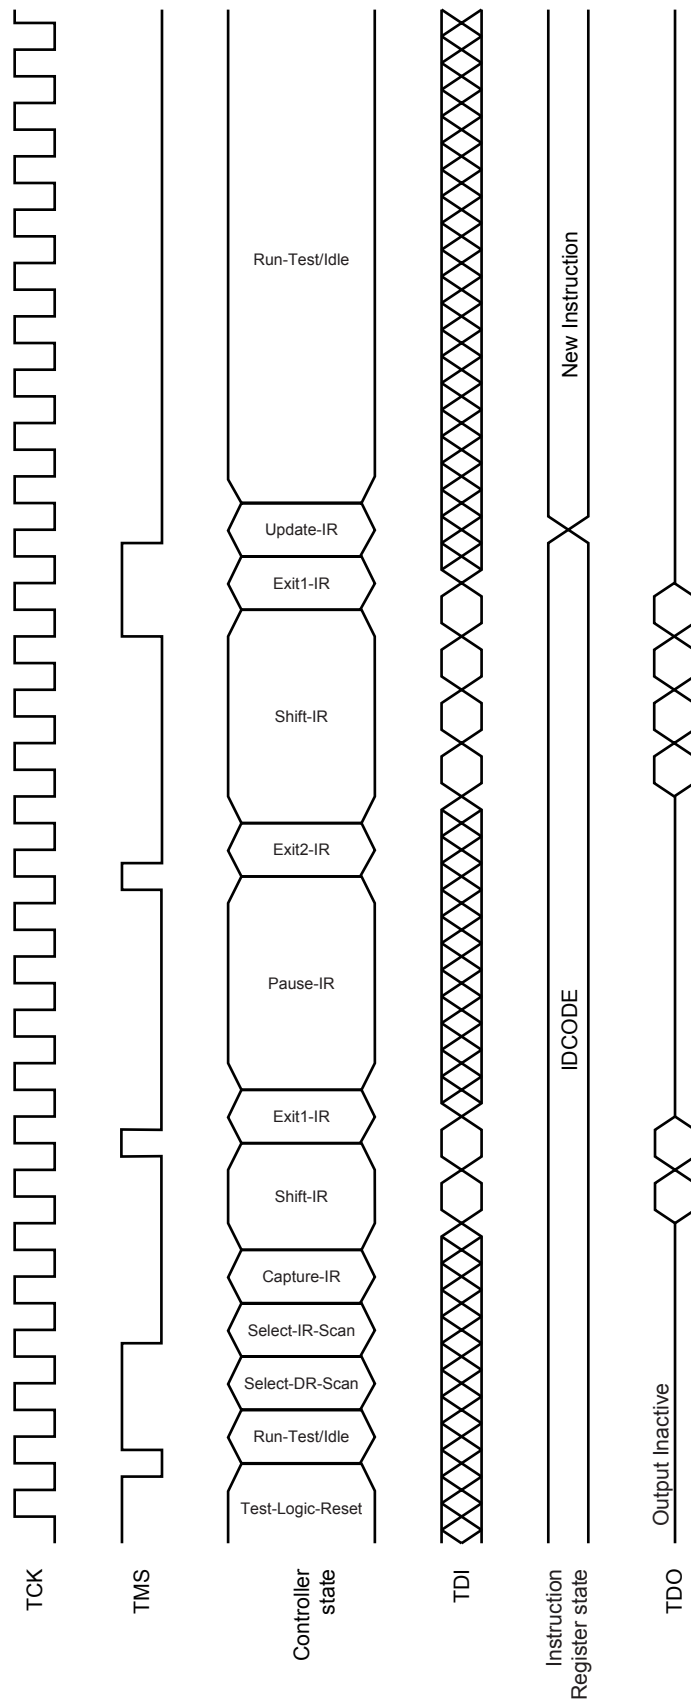 TCK
TMS
Controller
state
Test-Logic-Reset
Run-Test/Idle
Select-DR-Scan
Select-IR-Scan
Capture-IR
Shift-IR
Exit1-IR
Pause-IR
Exit2-IR
Shift-IR
Exit1-IR
Update-IR
Run-Test/Idle
TDI
Instruction
Register state
IDCODE
New Instruction
TDO
Output Inactive